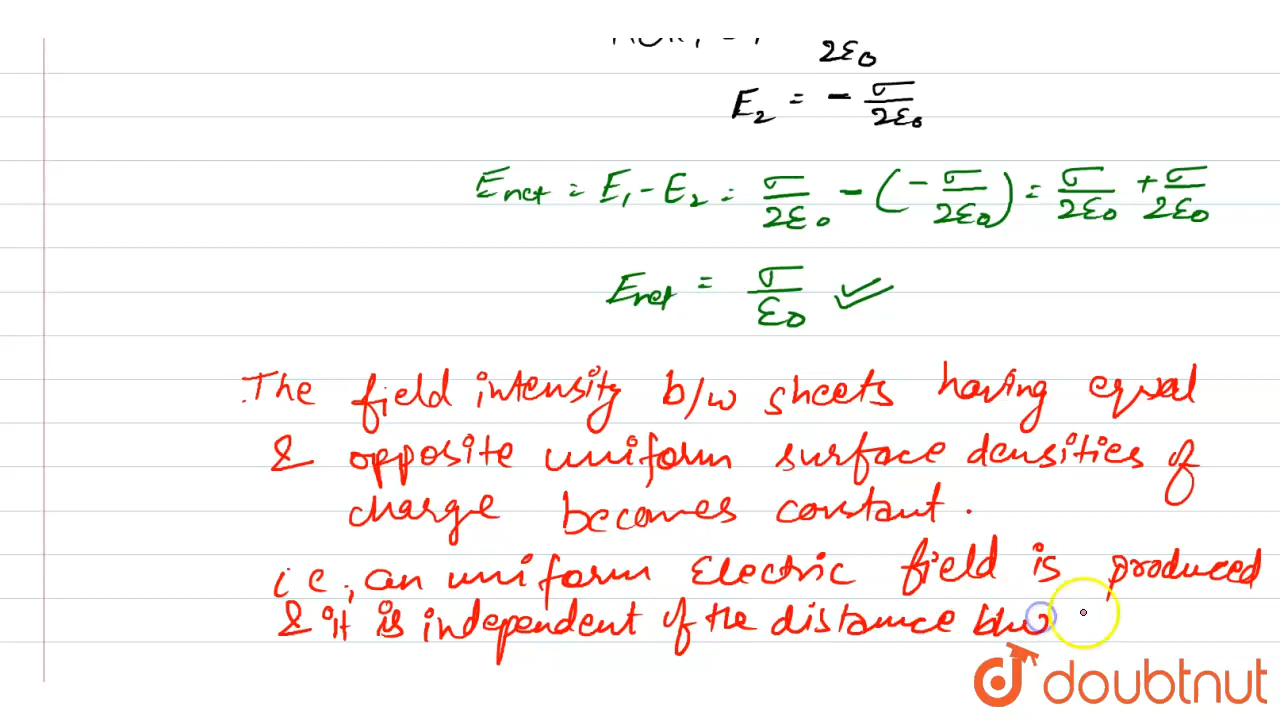 2ε₀
E₂ = - σ/2ε₀
Enet = E₁ - E₂ = σ/2ε₀ - (- σ/2ε₀) = σ/2ε₀ + σ/2ε₀
Enet = σ/ε₀
The field intensity b/w sheets having equal
& opposite uniform surface densities of
charge becomes constant.
i.e., an uniform Electric field is produced
& it is independent of the distance b/w
doubtnut